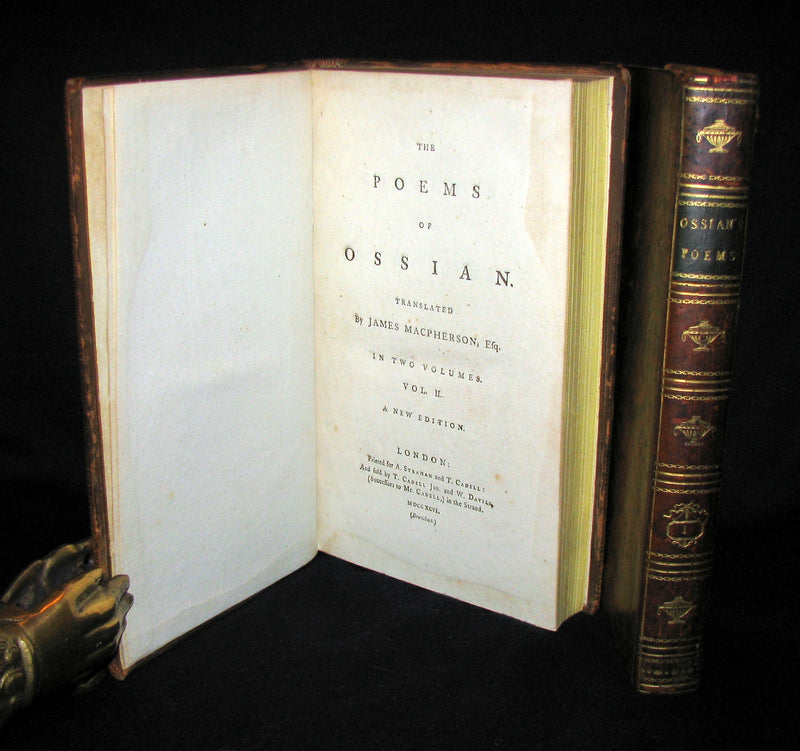 THE
POEMS
OF
OSSIAN.
TRANSLATED
By JAMES MACPHERSON, Eſq.
IN TWO VOLUMES.
VOL. II.
A NEW EDITION.
LONDON:
Printed for A. STRAHAN and T. CADELL:
And ſold by T. CADELL Jun. and W. DAVIES,
(Succeſſors to Mr. CADELL,) in the Strand.
MDCCXCVI.
OSSIAN'S
POEMS
1